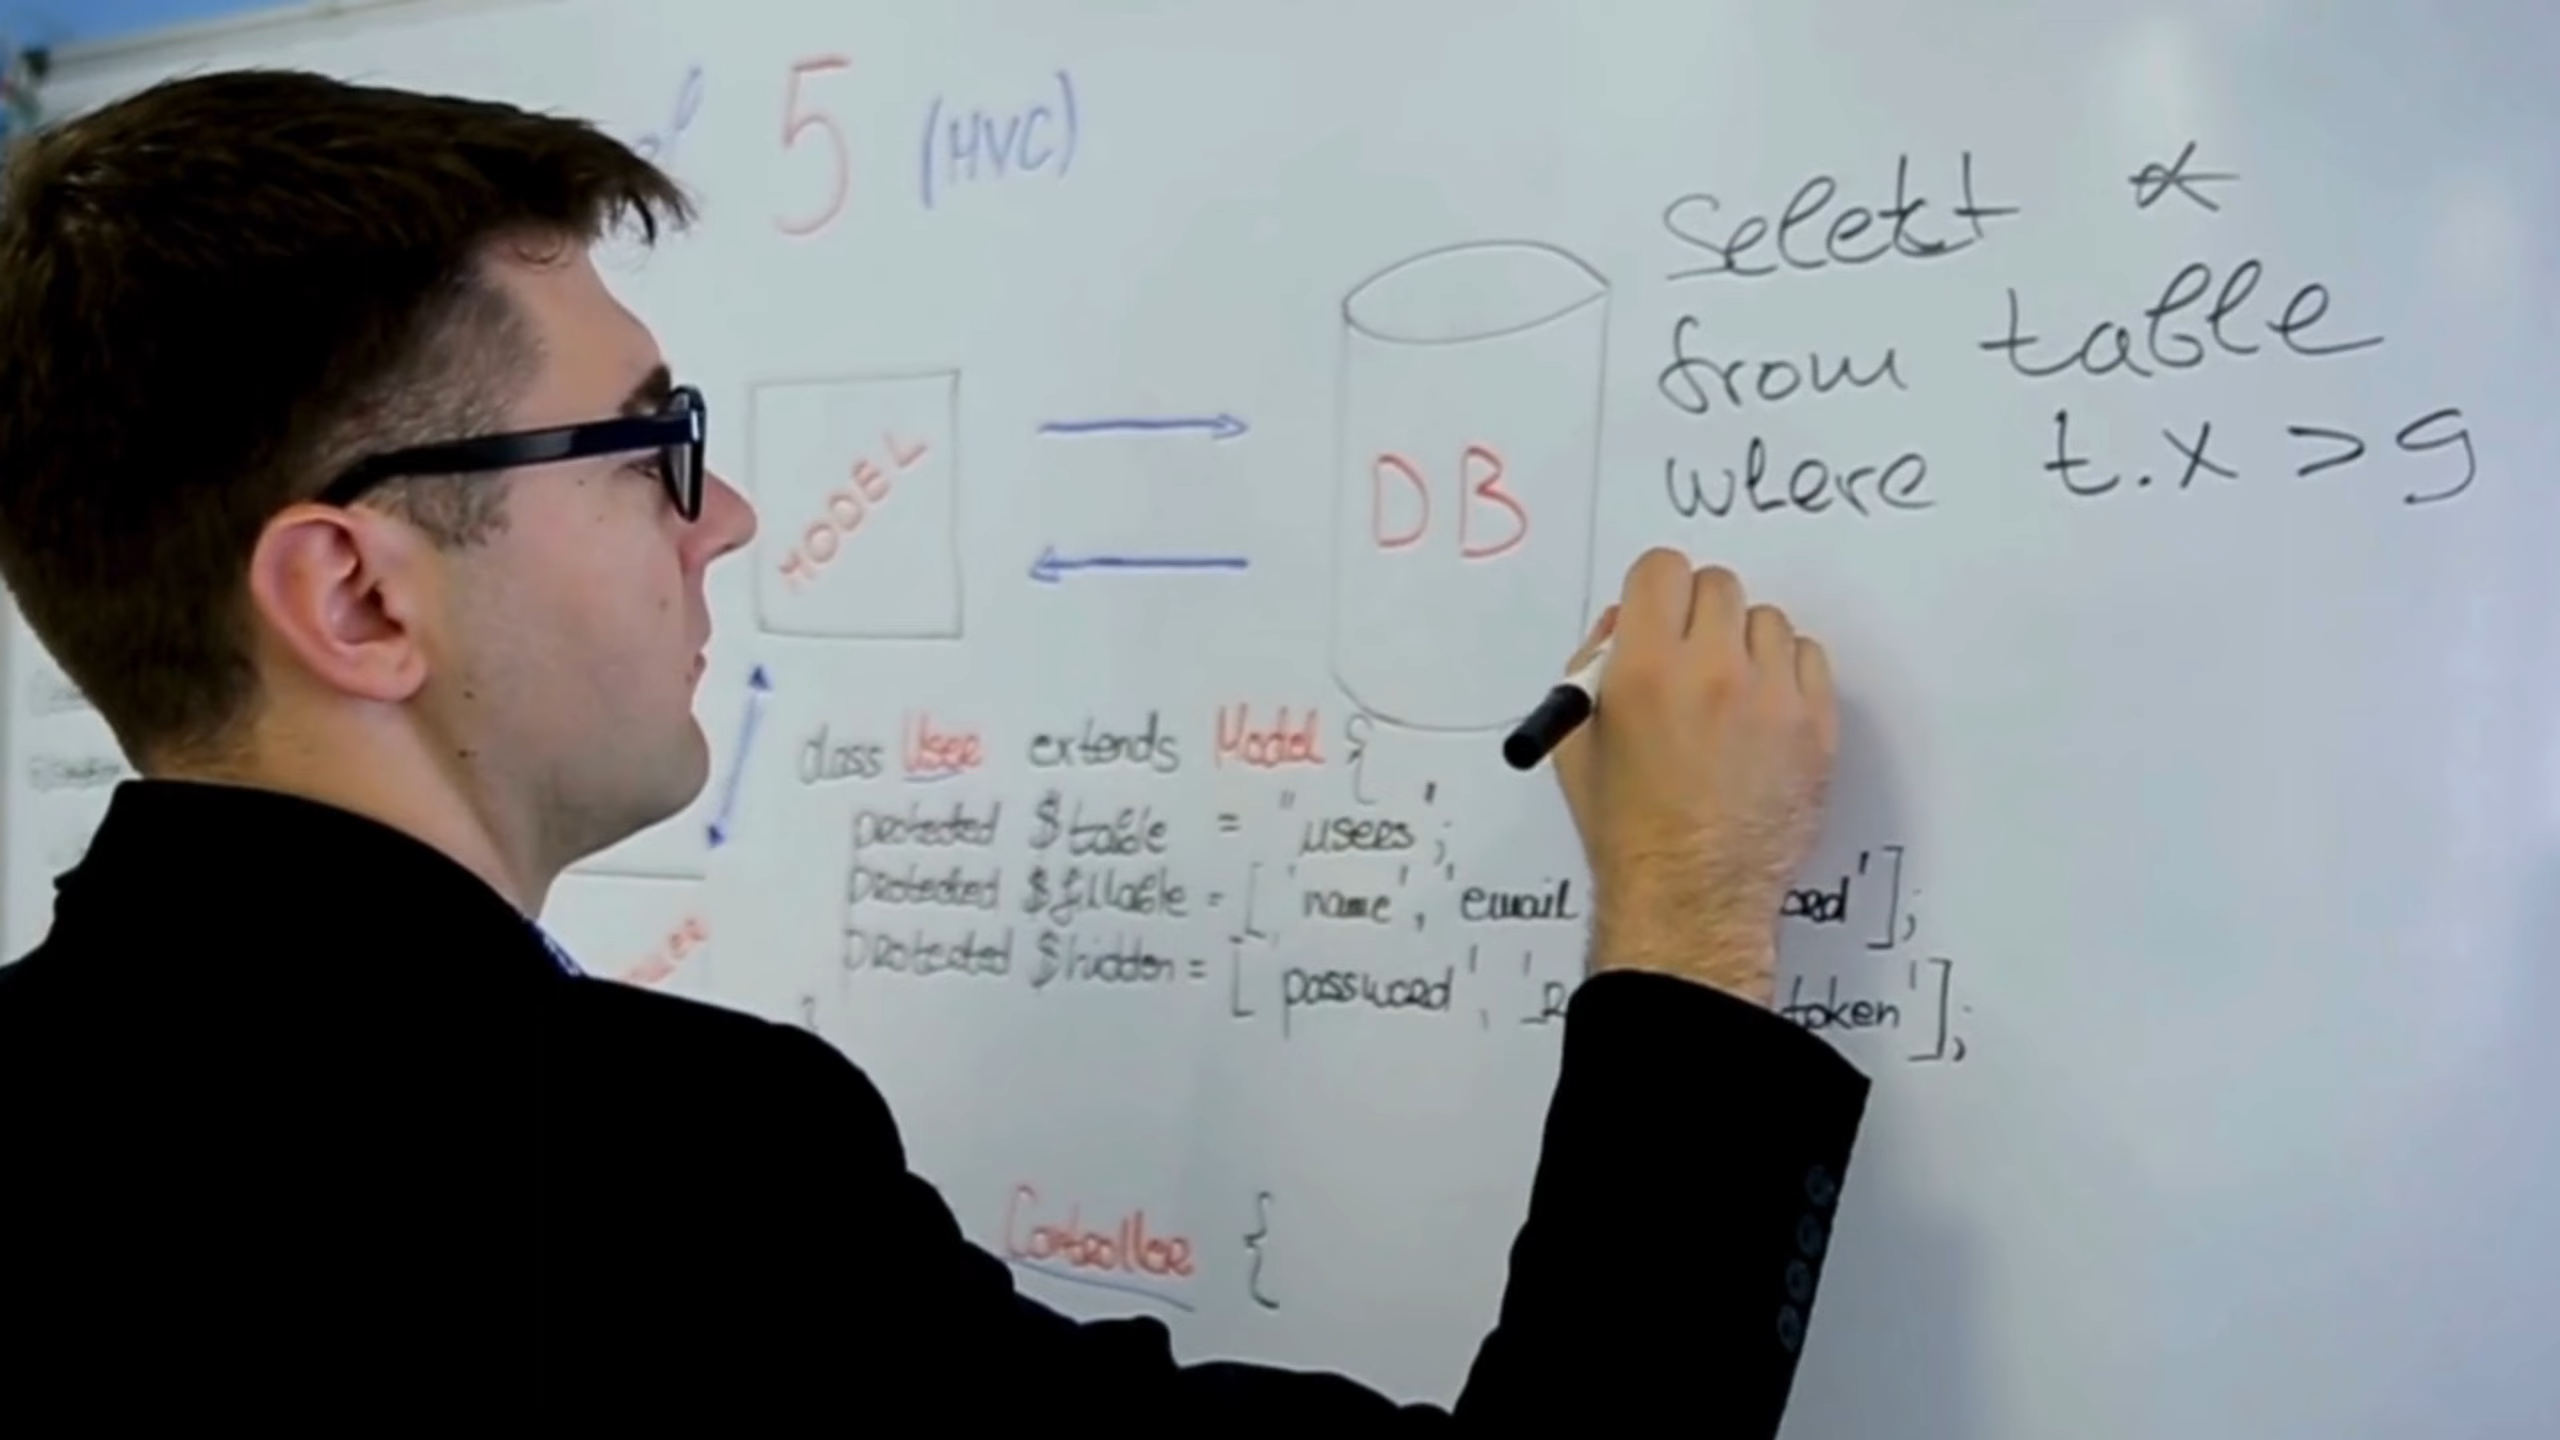 5 (MVC)
select *
from table
where t.x > 9
MODEL
DB
class User extends Model {
protected $table = "users";
protected $fillable = ['name', 'email
'];
protected $hidden = ['password', '
token'];
}
Controller {